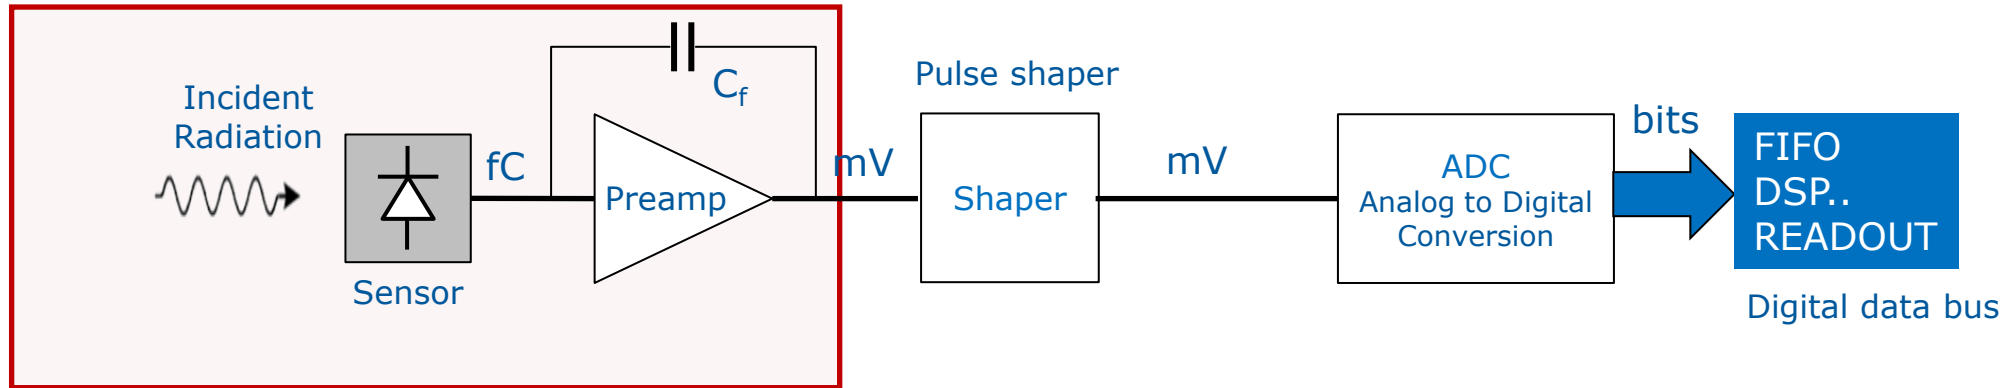 Incident
Radiation
Sensor
fC
Cf
Preamp
mV
Pulse shaper
Shaper
mV
ADC
Analog to Digital
Conversion
bits
FIFO
DSP..
READOUT
Digital data bus